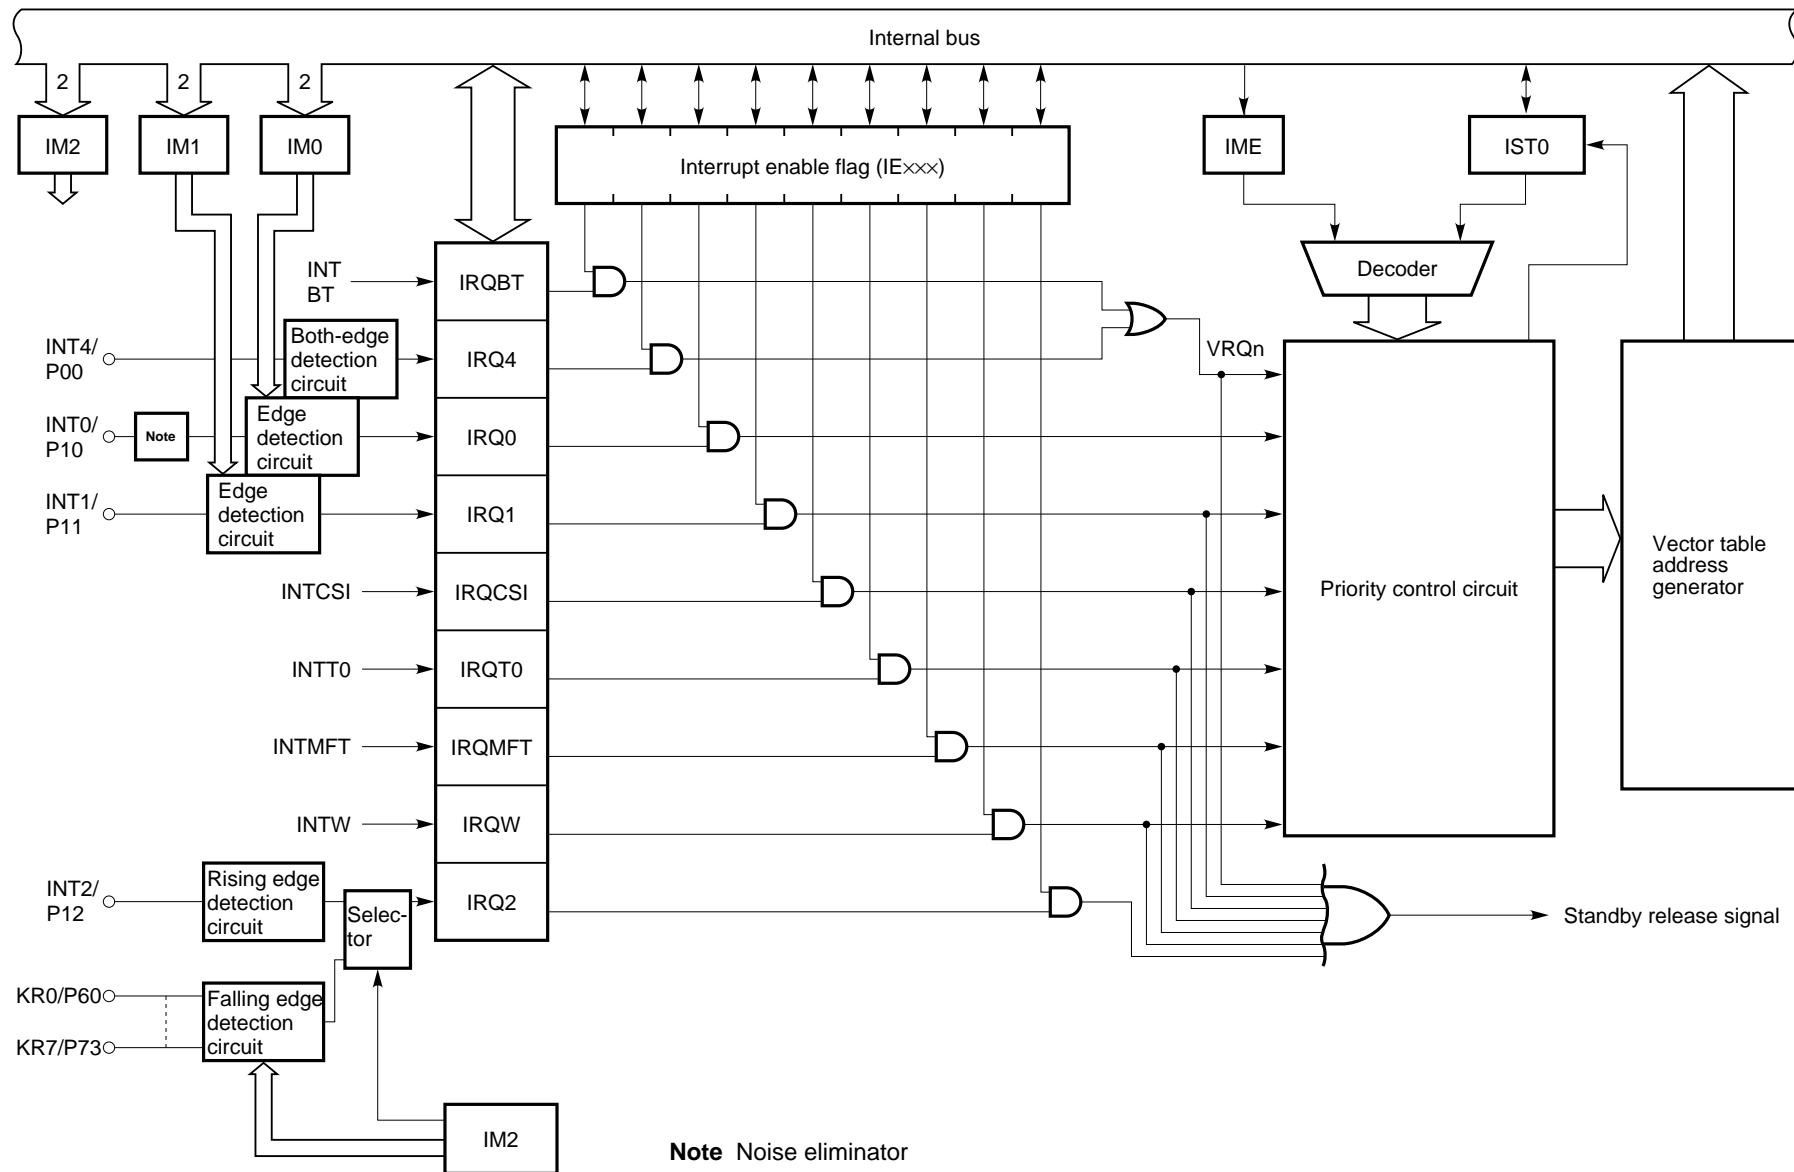 Internal bus
2
2
2
IM2
IM1
IM0
IME
IST0
Interrupt enable flag (IE×××)
INT
BT
IRQBT
Decoder
INT4/
P00
Both-edge
detection
circuit
IRQ4
VRQn
INT0/
P10
Note
Edge
detection
circuit
IRQ0
INT1/
P11
Edge
detection
circuit
IRQ1
INTCSI
IRQCSI
Priority control circuit
Vector table
address
generator
INTT0
IRQT0
INTMFT
IRQMFT
INTW
IRQW
INT2/
P12
Rising edge
detection
circuit
Selec-
tor
IRQ2
Standby release signal
KR0/P60
KR7/P73
Falling edge
detection
circuit
IM2
Note Noise eliminator